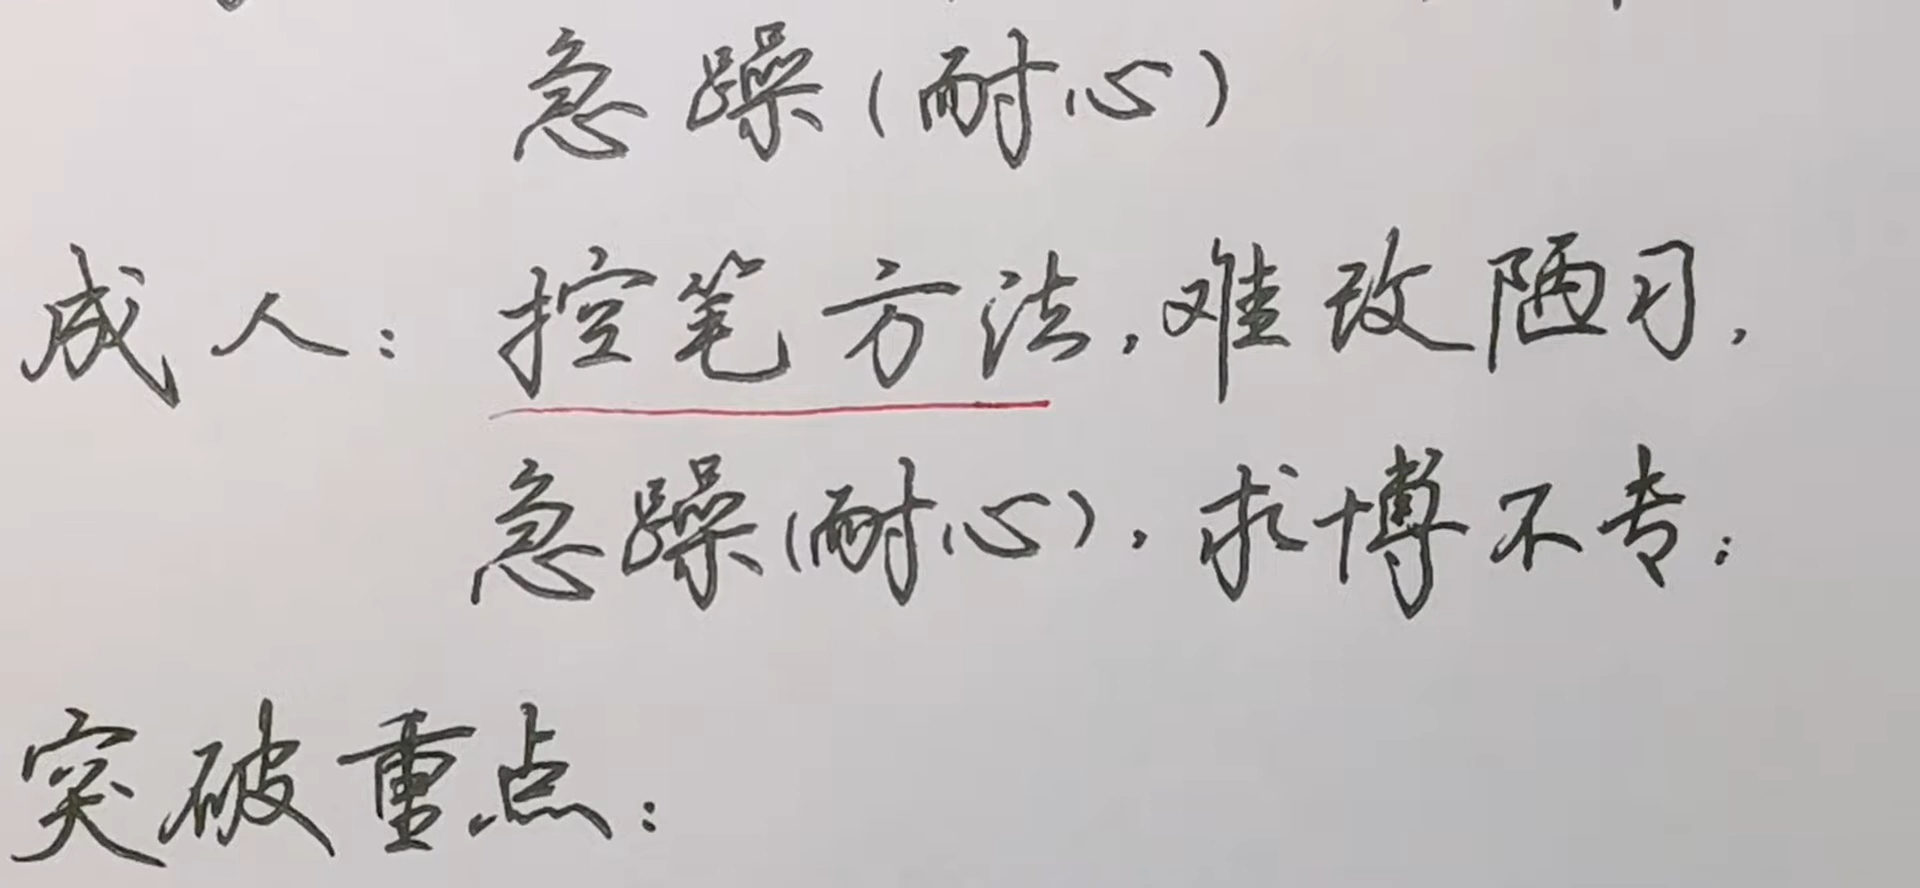 急躁(耐心)
成人:控笔方法,难改陋习,
急躁(耐心),求博不专:
突破重点: